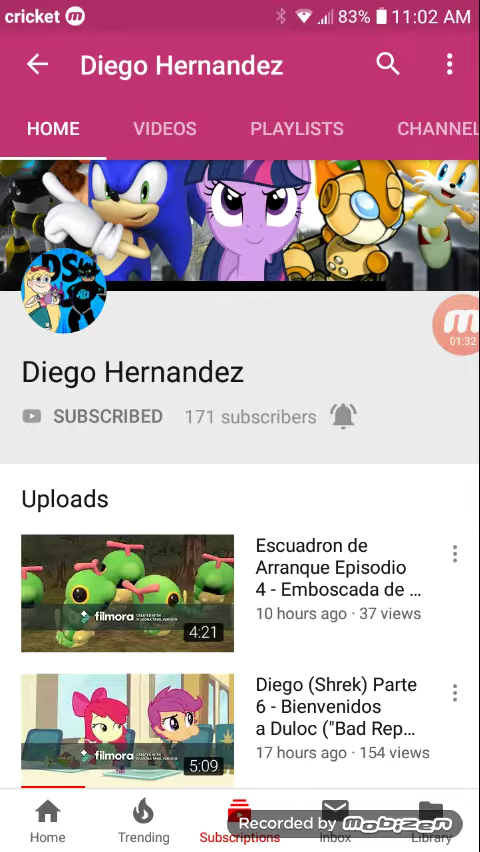 cricket m 83% 11:02 AM
Diego Hernandez
HOME VIDEOS PLAYLISTS CHANNEL
DSW
01:32
Diego Hernandez
SUBSCRIBED 171 subscribers
Uploads
Escuadron de
Arranque Episodio
4 - Emboscada de ...
10 hours ago · 37 views
filmora
4:21
Diego (Shrek) Parte
6 - Bienvenidos
a Duloc ("Bad Rep...
17 hours ago · 154 views
filmora
5:09
Home Trending Subscriptions Inbox Library
Recorded by mobizen